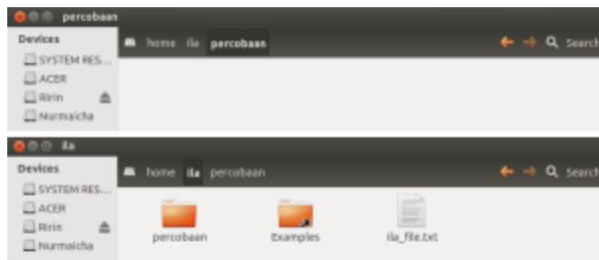 percobaan
Devices
home ila percobaan
Search
SYSTEM RES...
ACER
Ririn
Nurmaicha
ila
Devices
home ila percobaan
Search
SYSTEM RES...
ACER
Ririn
Nurmaicha
percobaan
Examples
ila_file.txt